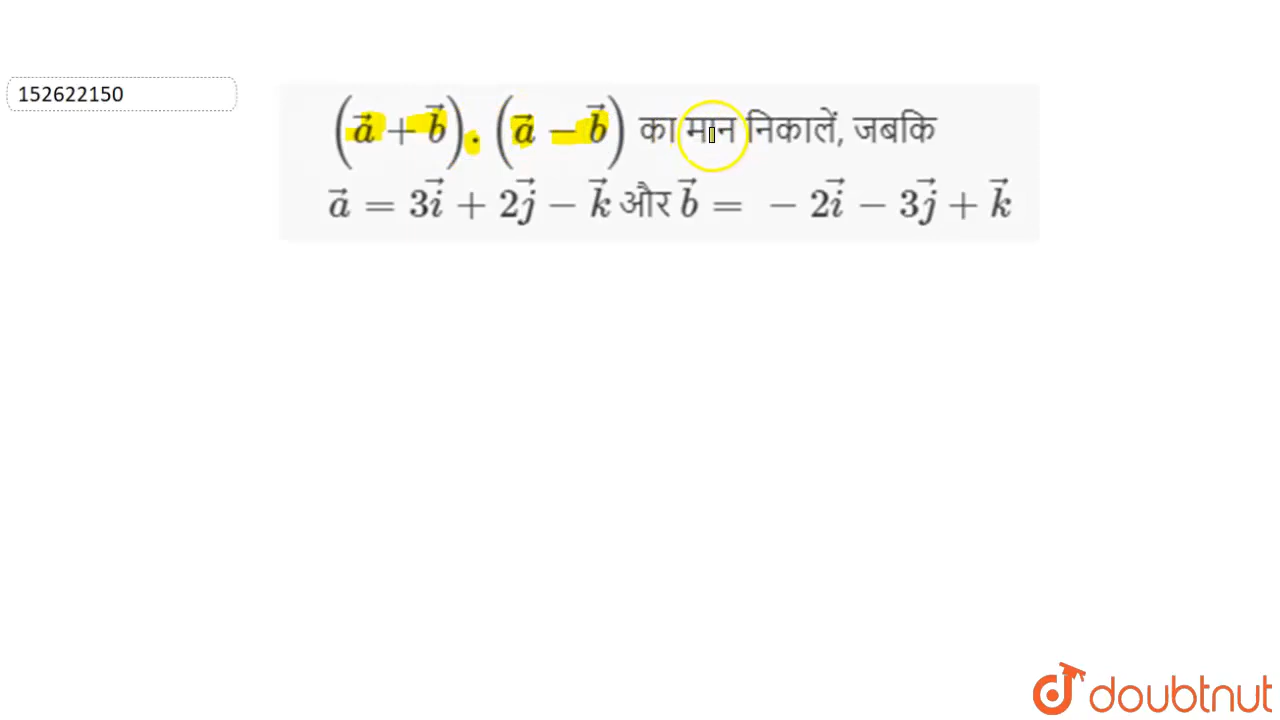 152622150
(a⃗ + b⃗) . (a⃗ − b⃗) का मान निकालें, जबकि
a⃗ = 3i⃗ + 2j⃗ − k⃗ और b⃗ = − 2i⃗ − 3j⃗ + k⃗
doubtnut